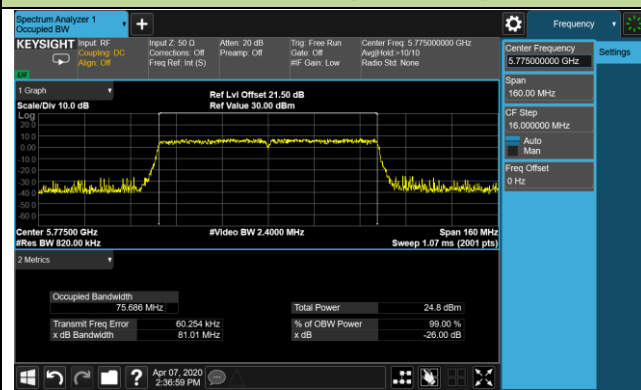 Spectrum Analyzer 1
Occupied BW
+
Frequency
KEYSIGHT
Input: RF
Coupling: DC
Align: Off
Input Z: 50 Ω
Corrections: Off
Freq Ref: Int (S)
Atten: 20 dB
Preamp: Off
Trig: Free Run
Gate: Off
#IF Gain: Low
Center Freq: 5.775000000 GHz
Avg|Hold:>10/10
Radio Std: None
LXI
Center Frequency
5.775000000 GHz
Settings
Span
160.00 MHz
CF Step
16.000000 MHz
Auto
Man
Freq Offset
0 Hz
1 Graph
Scale/Div 10.0 dB
Ref Lvl Offset 21.50 dB
Ref Value 30.00 dBm
Log
20.0
10.0
0.00
-10.0
-20.0
-30.0
-40.0
-50.0
-60.0
Center 5.77500 GHz
#Res BW 820.00 kHz
#Video BW 2.4000 MHz
Span 160 MHz
Sweep 1.07 ms (2001 pts)
2 Metrics
Occupied Bandwidth
75.686 MHz
Total Power 24.8 dBm
Transmit Freq Error 60.254 kHz
% of OBW Power 99.00 %
x dB Bandwidth 81.01 MHz
x dB -26.00 dB
?
Apr 07, 2020
2:36:59 PM